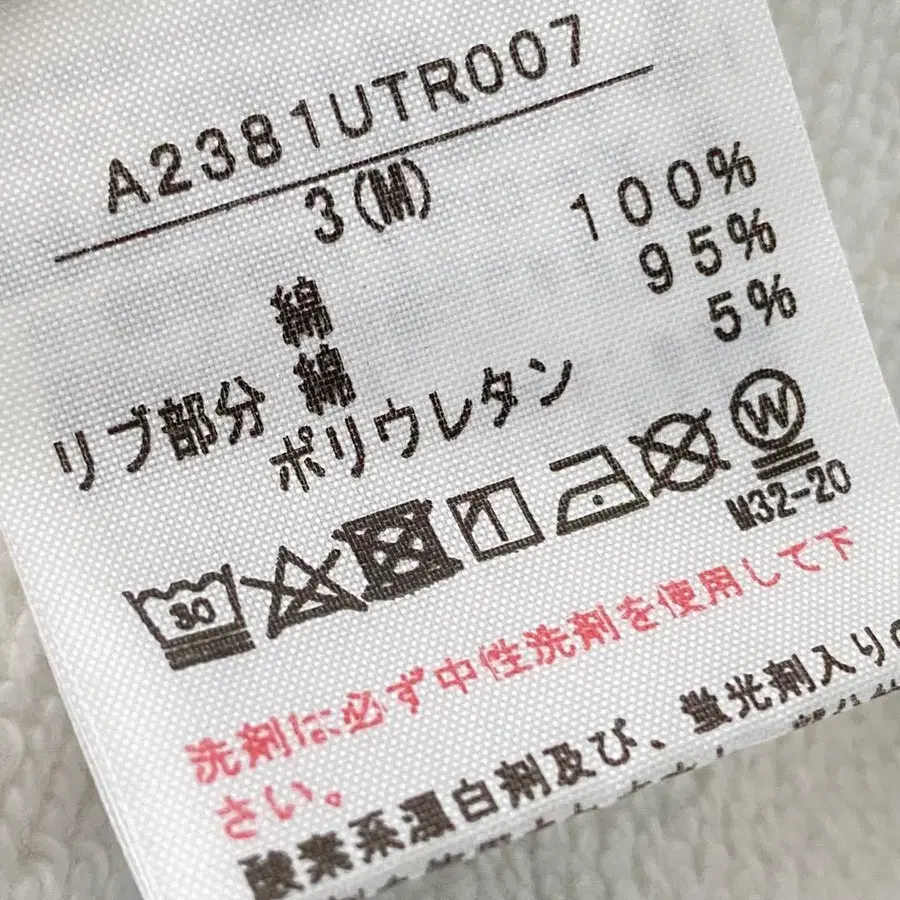 A2381UTR007
3(M)
綿 100%
リブ部分 綿 95%
ポリウレタン 5%
30
W
M32-20
洗剤は必ず中性洗剤を使用して下
さい。
酸素系漂白剤及び、蛍光剤入り